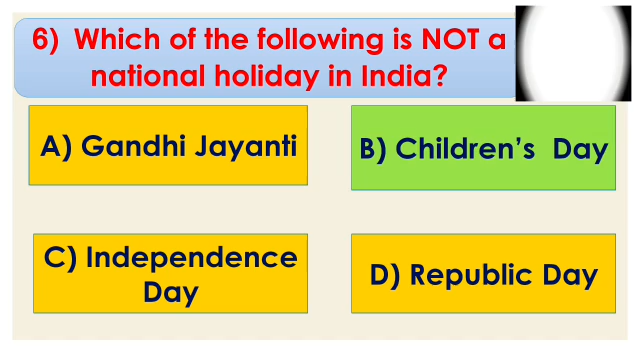 6) Which of the following is NOT a
national holiday in India?
A) Gandhi Jayanti
B) Children’s Day
C) Independence
Day
D) Republic Day